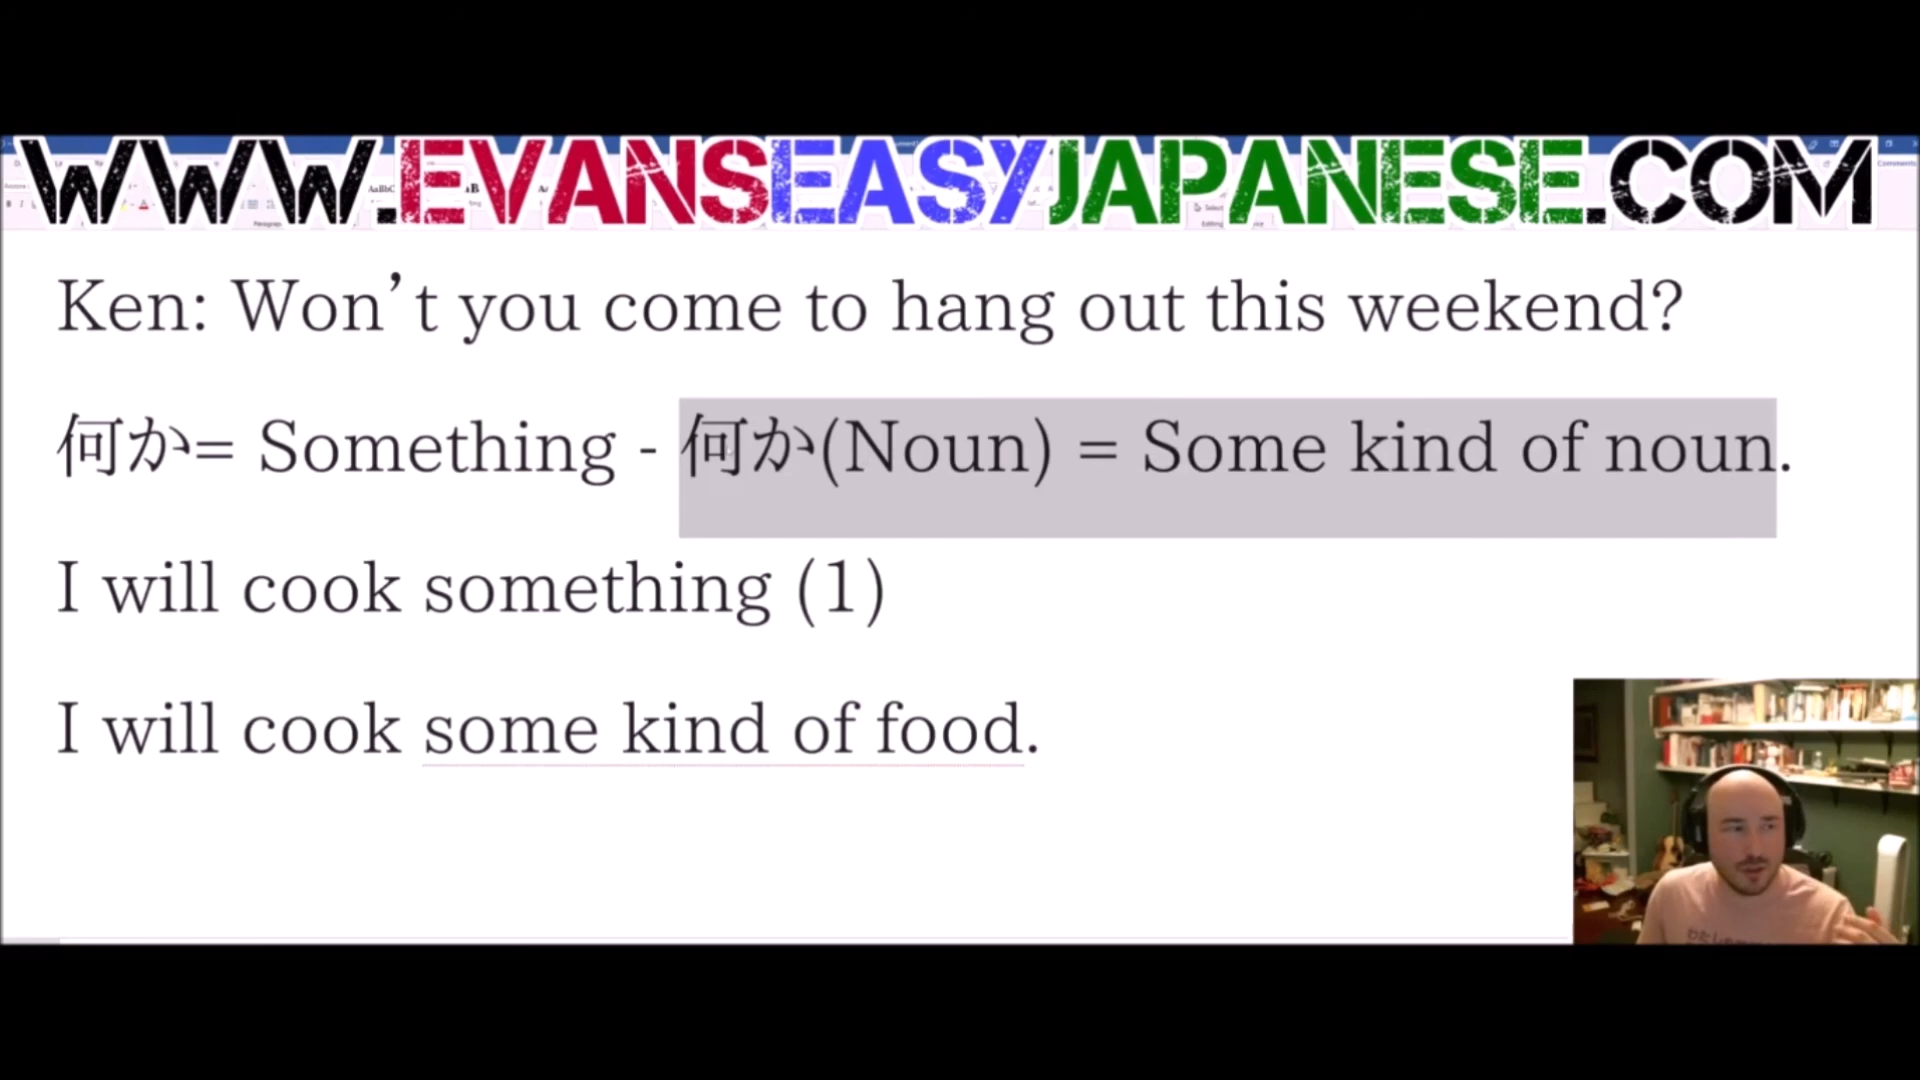 WWW.EVANSEASYJAPANESE.COM
Ken: Won’t you come to hang out this weekend?
何か= Something - 何か(Noun) = Some kind of noun.
I will cook something (1)
I will cook some kind of food.